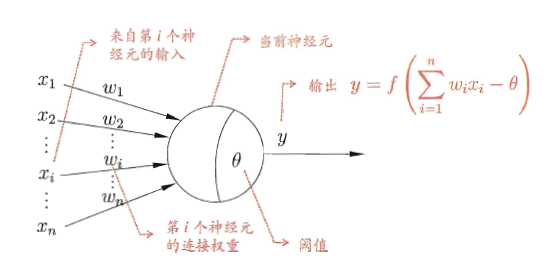 来自第 i 个神
经元的输入
当前神经元
x₁
w₁
输出 y = f(∑ᵢ₌₁ⁿ wᵢxᵢ − θ)
x₂
w₂
y
⋮
⋮
xᵢ
wᵢ
θ
⋮
⋮
wₙ
xₙ
第 i 个神经元
的连接权重
阈值